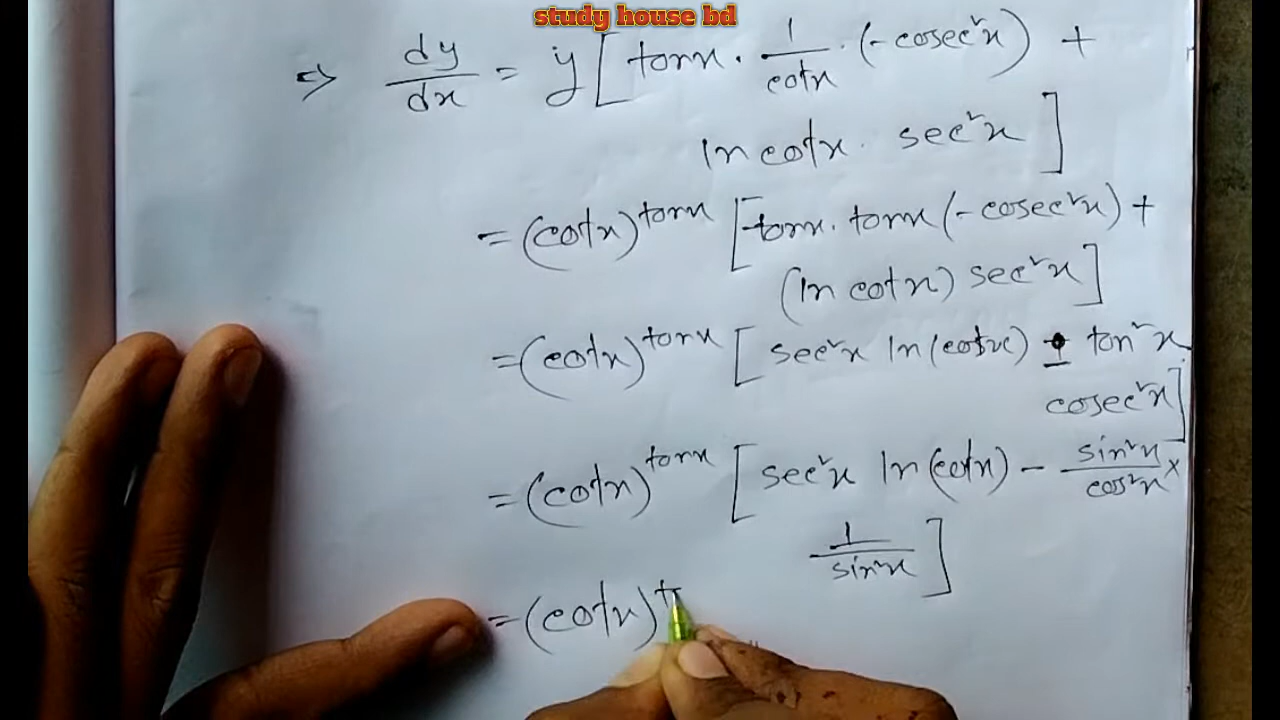 study house bd
⇒ dy/dx = y [ tanx · 1/cotx · (-cosec²x) +
ln cotx · sec²x ]
= (cotx)^tanx [ tanx · tanx (-cosec²x) +
(ln cotx) sec²x ]
= (cotx)^tanx [ sec²x ln(cotx) - tan²x
cosec²x ]
= (cotx)^tanx [ sec²x ln(cotx) - sin²x/cos²x ×
1/sin²x ]
= (cotx)^t